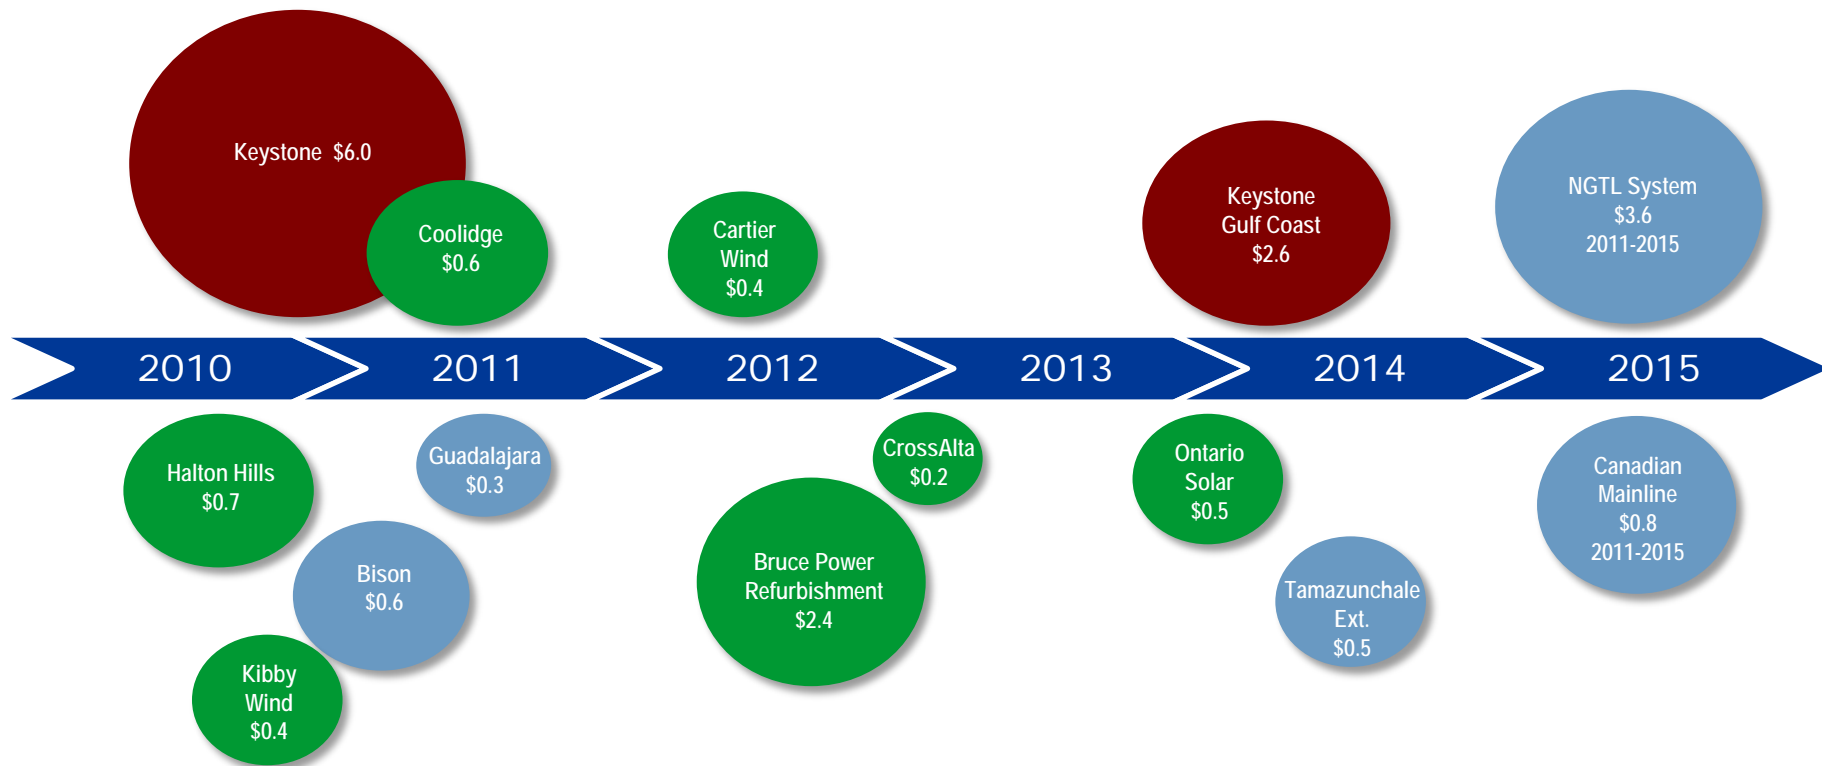 Keystone $6.0
Coolidge
$0.6
Cartier
Wind
$0.4
Keystone
Gulf Coast
$2.6
NGTL System
$3.6
2011-2015
2010
2011
2012
2013
2014
2015
Halton Hills
$0.7
Guadalajara
$0.3
Bison
$0.6
Kibby
Wind
$0.4
CrossAlta
$0.2
Bruce Power
Refurbishment
$2.4
Ontario
Solar
$0.5
Tamazunchale
Ext.
$0.5
Canadian
Mainline
$0.8
2011-2015